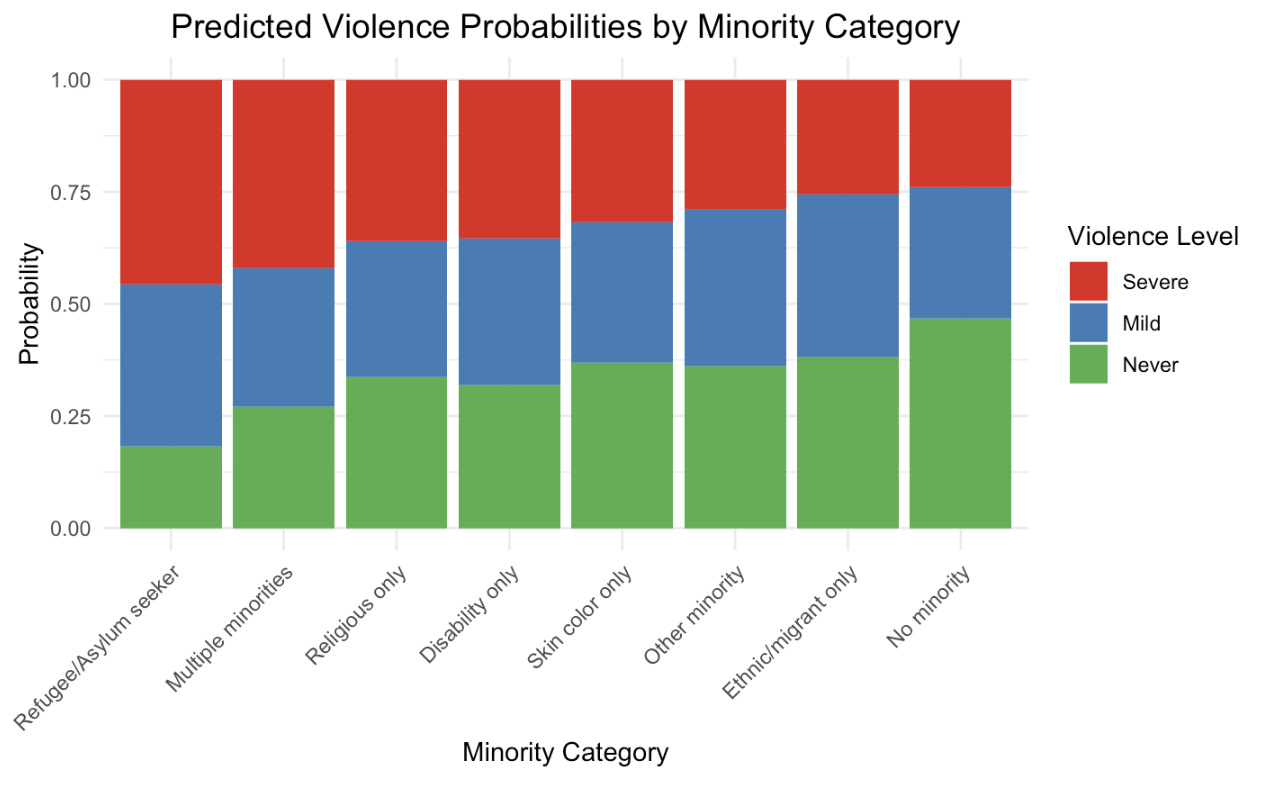 Predicted Violence Probabilities by Minority Category
Probability
1.00
0.75
0.50
0.25
0.00
Refugee/Asylum seeker
Multiple minorities
Religious only
Disability only
Skin color only
Other minority
Ethnic/migrant only
No minority
Minority Category
Violence Level
Severe
Mild
Never